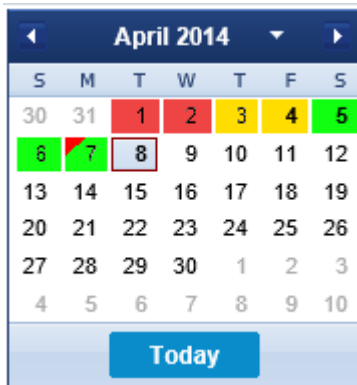 April 2014
S M T W T F S
30 31 1 2 3 4 5
6 7 8 9 10 11 12
13 14 15 16 17 18 19
20 21 22 23 24 25 26
27 28 29 30 1 2 3
4 5 6 7 8 9 10
Today